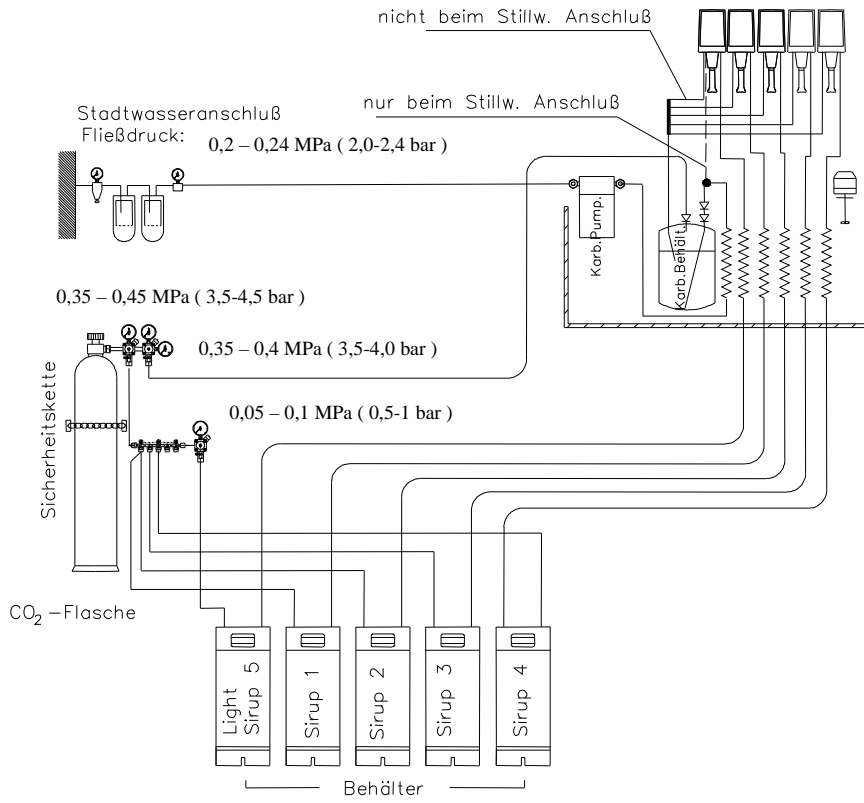 nicht beim Stillw. Anschluß
nur beim Stillw. Anschluß
Stadtwasseranschluß
Fließdruck:
0,2 – 0,24 MPa ( 2,0-2,4 bar )
Karb.Pump.
Karb.Behält.
0,35 – 0,45 MPa ( 3,5-4,5 bar )
0,35 – 0,4 MPa ( 3,5-4,0 bar )
0,05 – 0,1 MPa ( 0,5-1 bar )
Sicherheitskette
CO₂ –Flasche
Light
Sirup 5
Sirup 1
Sirup 2
Sirup 3
Sirup 4
Behälter